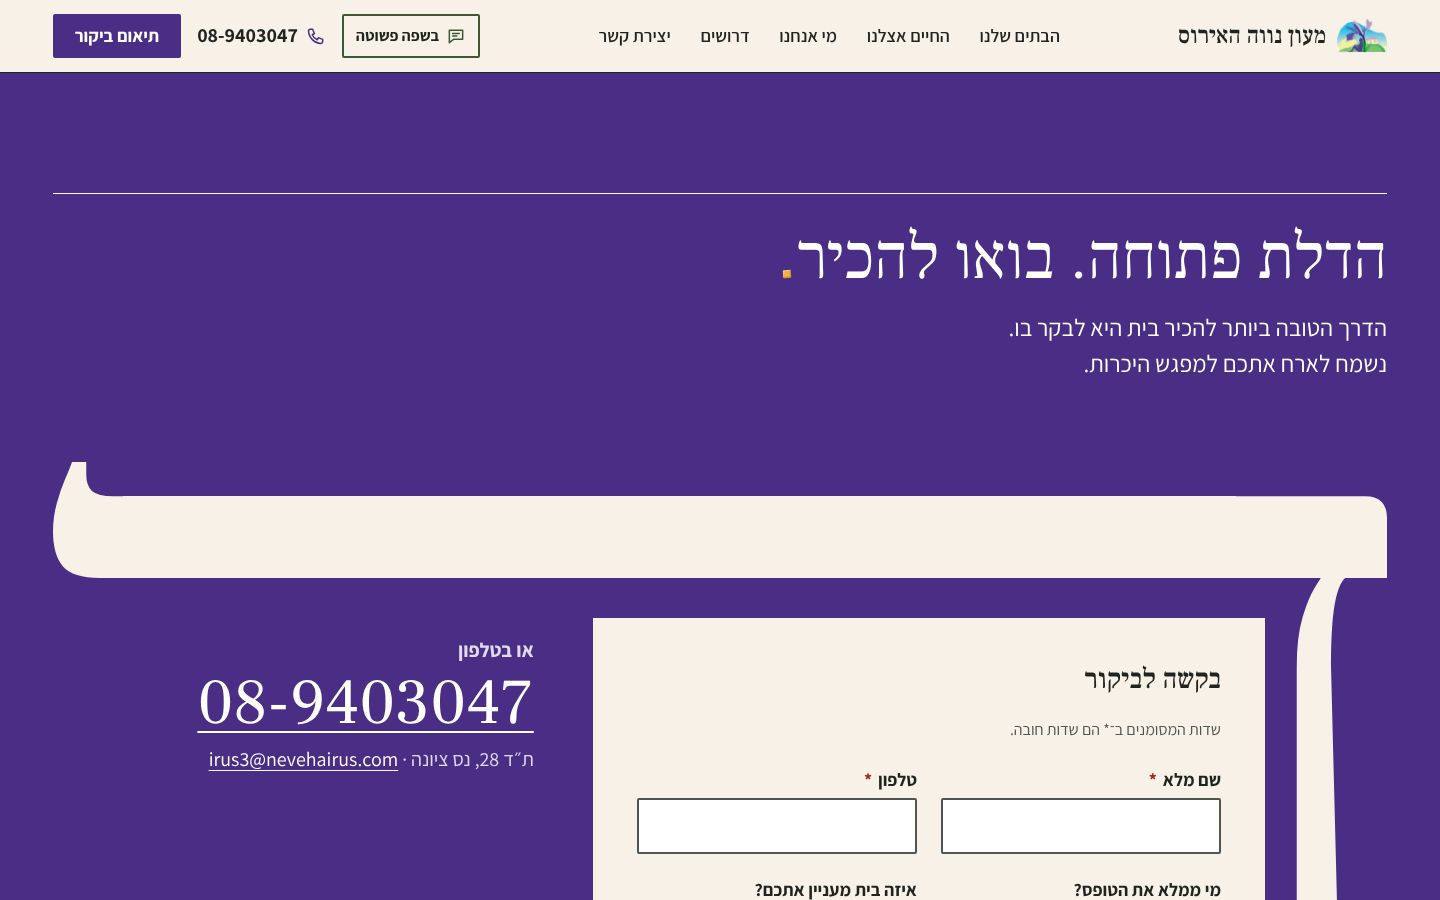 מעון נווה האירוס
הבתים שלנו
החיים אצלנו
מי אנחנו
דרושים
יצירת קשר
בשפה פשוטה
08-9403047
תיאום ביקור
הדלת פתוחה. בואו להכיר.
הדרך הטובה ביותר להכיר בית היא לבקר בו.
נשמח לארח אתכם למפגש היכרות.
בקשה לביקור
שדות המסומנים ב־* הם שדות חובה.
שם מלא *
טלפון *
מי ממלא את הטופס?
איזה בית מעניין אתכם?
או בטלפון
08-9403047
ת״ד 28, נס ציונה · irus3@nevehairus.com